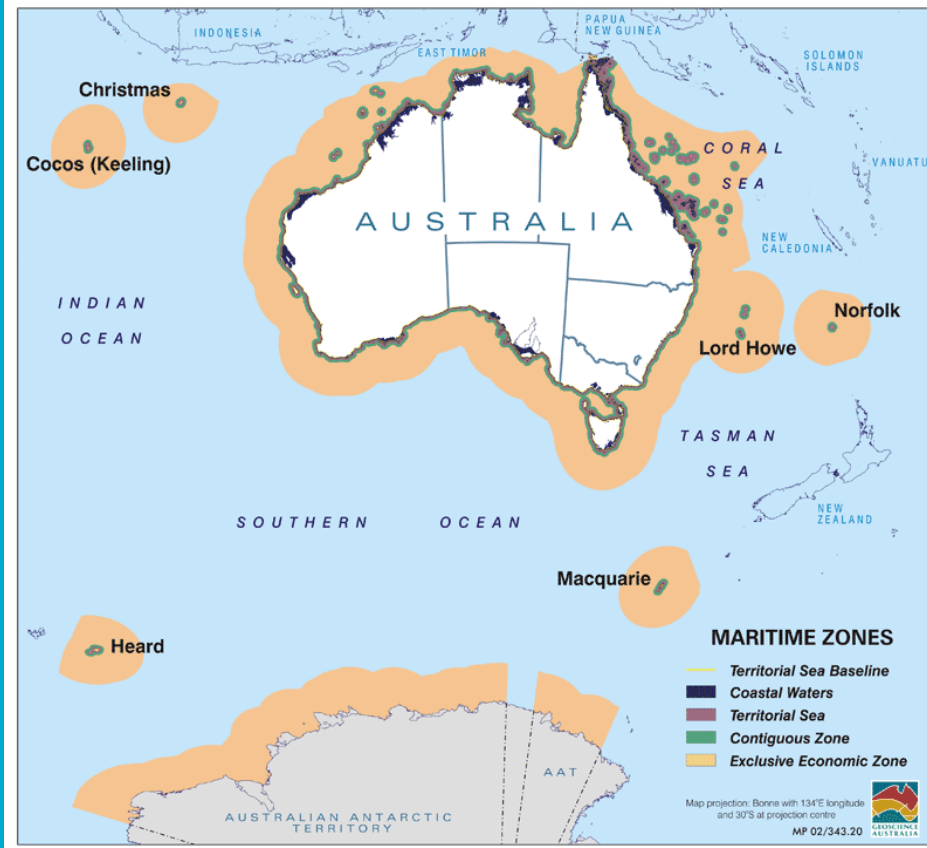 INDONESIA
PAPUA
NEW GUINEA
EAST TIMOR
SOLOMON
ISLANDS
Christmas
Cocos (Keeling)
CORAL
SEA
VANUATU
AUSTRALIA
NEW
CALEDONIA
INDIAN
OCEAN
Norfolk
Lord Howe
TASMAN
SEA
SOUTHERN OCEAN
NEW
ZEALAND
Macquarie
Heard
MARITIME ZONES
Territorial Sea Baseline
Coastal Waters
Territorial Sea
Contiguous Zone
Exclusive Economic Zone
AAT
AUSTRALIAN ANTARCTIC
TERRITORY
Map projection: Bonne with 134°E longitude
and 30°S at projection centre
MP 02/343.20
GEOSCIENCE
AUSTRALIA